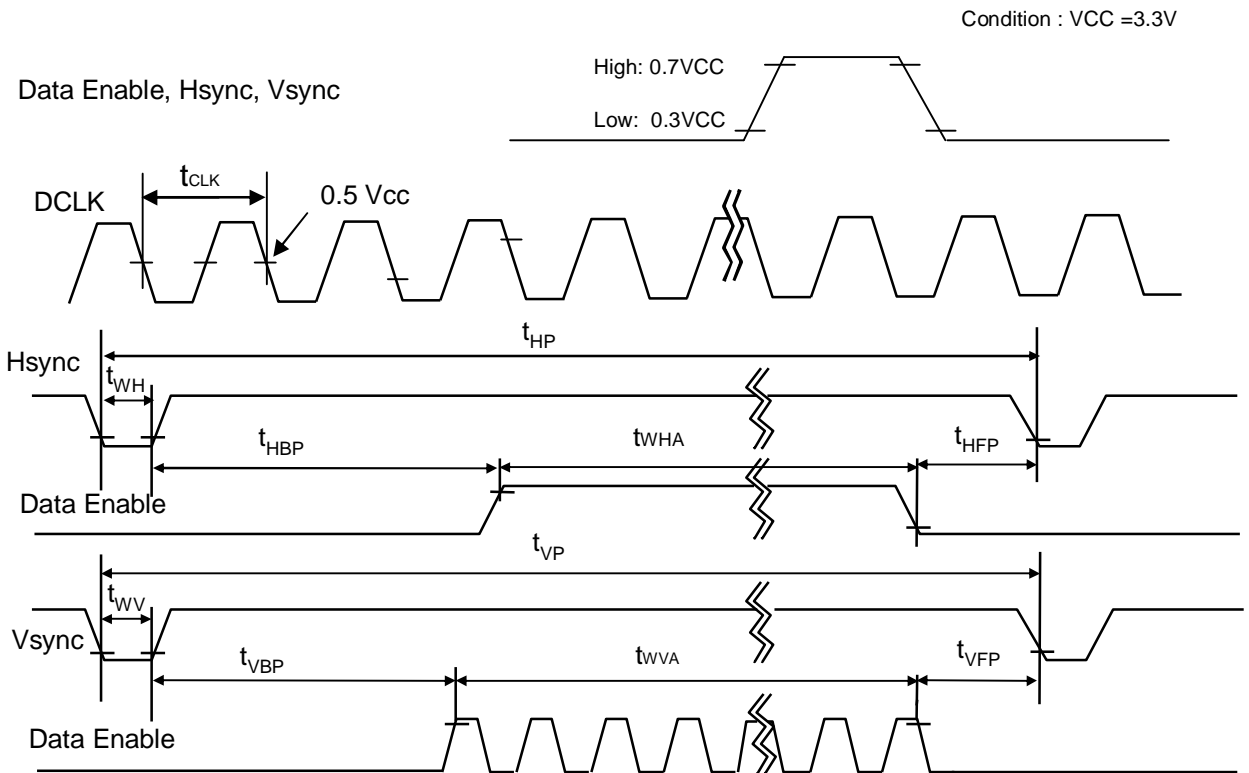 Condition : VCC =3.3V
High: 0.7VCC
Data Enable, Hsync, Vsync
Low: 0.3VCC
tCLK
DCLK
0.5 Vcc
tHP
Hsync
tWH
tHBP
tWHA
tHFP
Data Enable
tVP
tWV
Vsync
tVBP
tWVA
tVFP
Data Enable